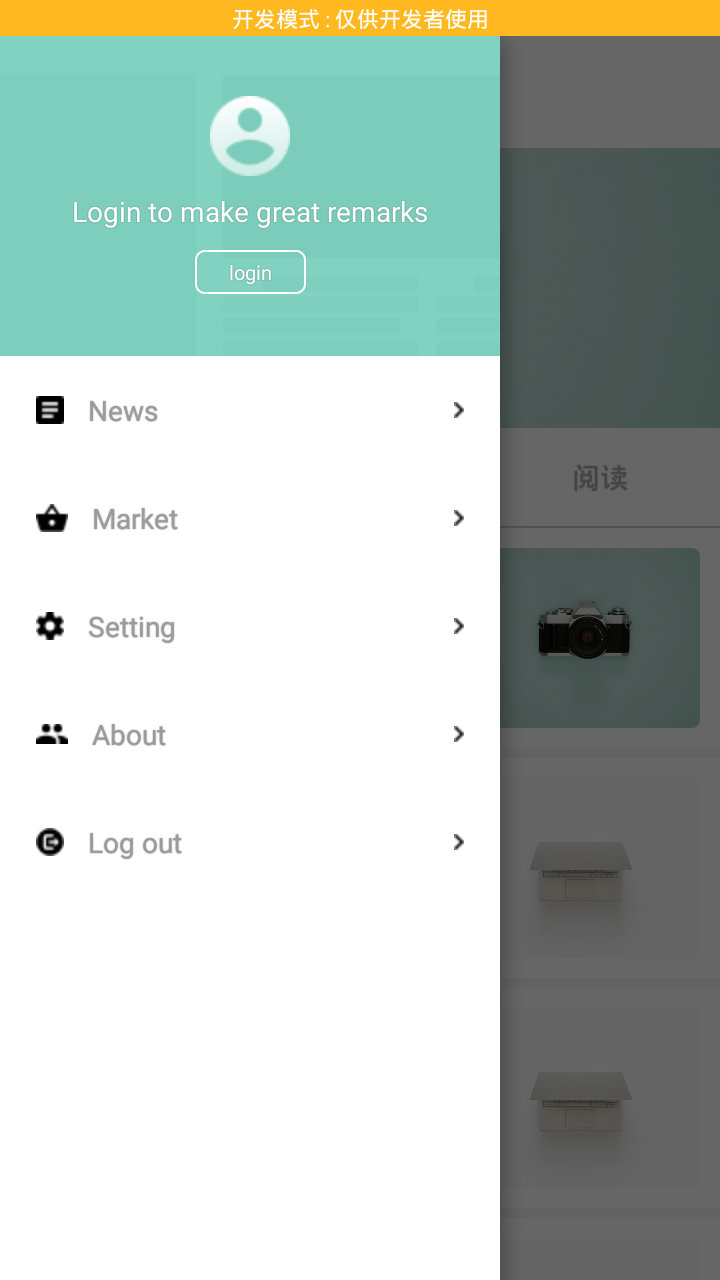 开发模式 : 仅供开发者使用
Login to make great remarks
login
News
Market
阅读
Setting
About
Log out